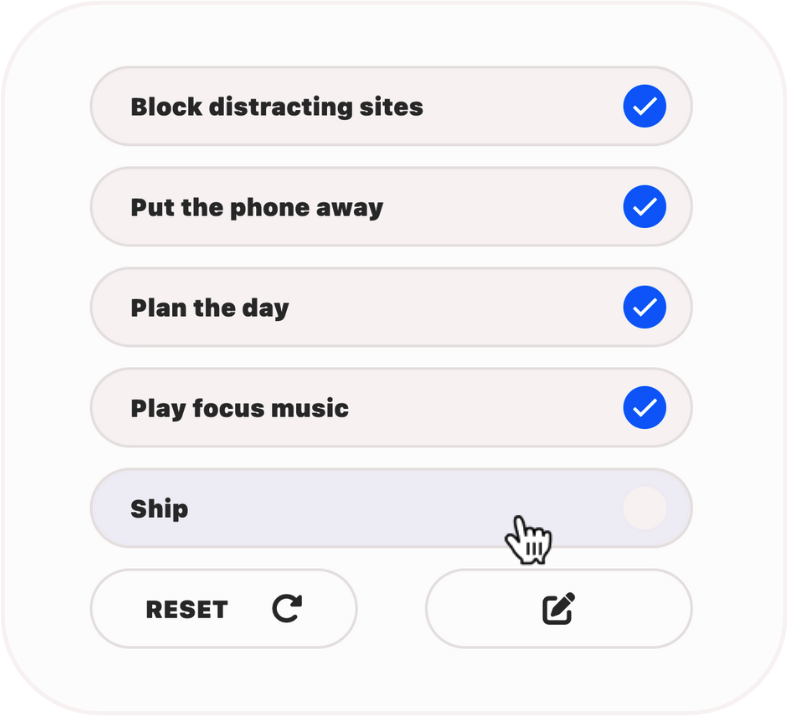 Block distracting sites
Put the phone away
Plan the day
Play focus music
Ship
RESET